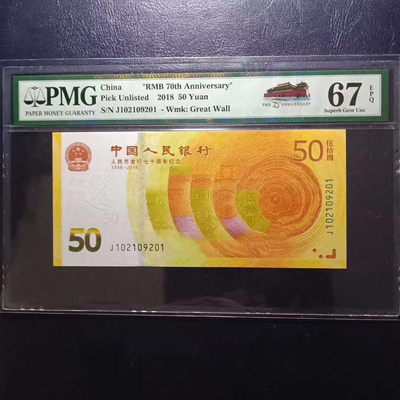 PMG
PAPER MONEY GUARANTY
China "RMB 70th Anniversary"
Pick Unlisted 2018 50 Yuan
S/N J102109201 - Wmk: Great Wall
67 EPQ
Superb Gem Unc
中国人民银行
人民币发行七十周年纪念
1948-2018
50 伍拾圆
50
J102109201
J102109201